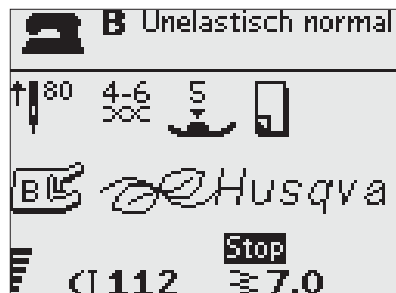 B Unelastisch normal
80 4-6 5
B Husqva
Stop
112 7.0